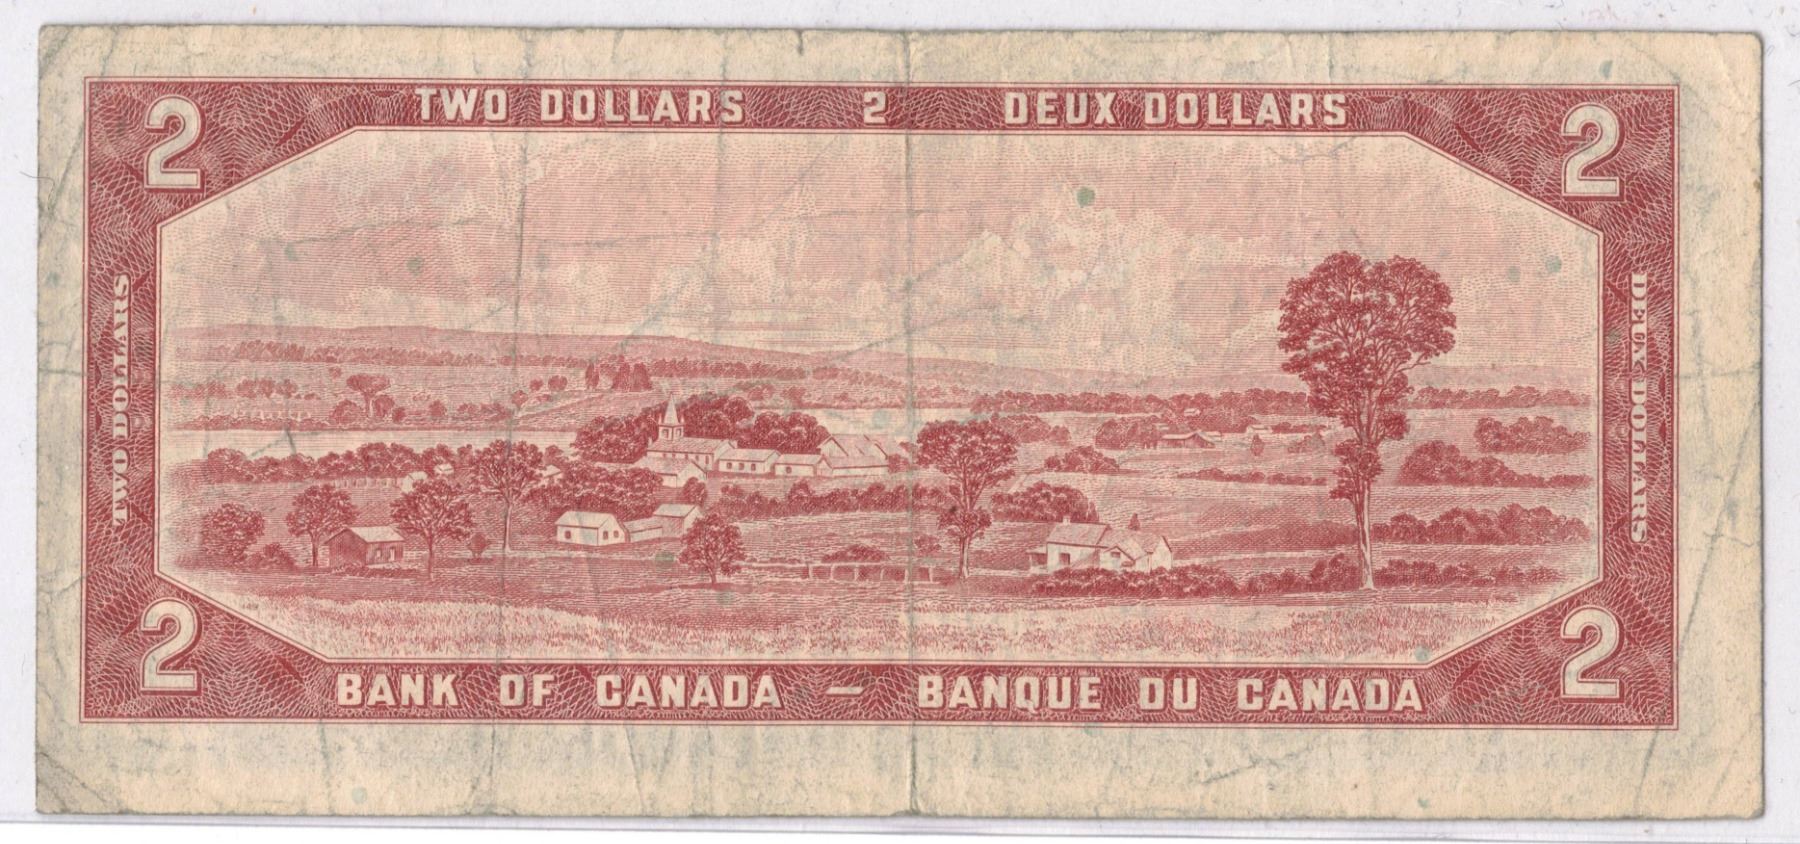 2
TWO DOLLARS 2 DEUX DOLLARS
2
TWO DOLLARS
DEUX DOLLARS
2
BANK OF CANADA — BANQUE DU CANADA
2